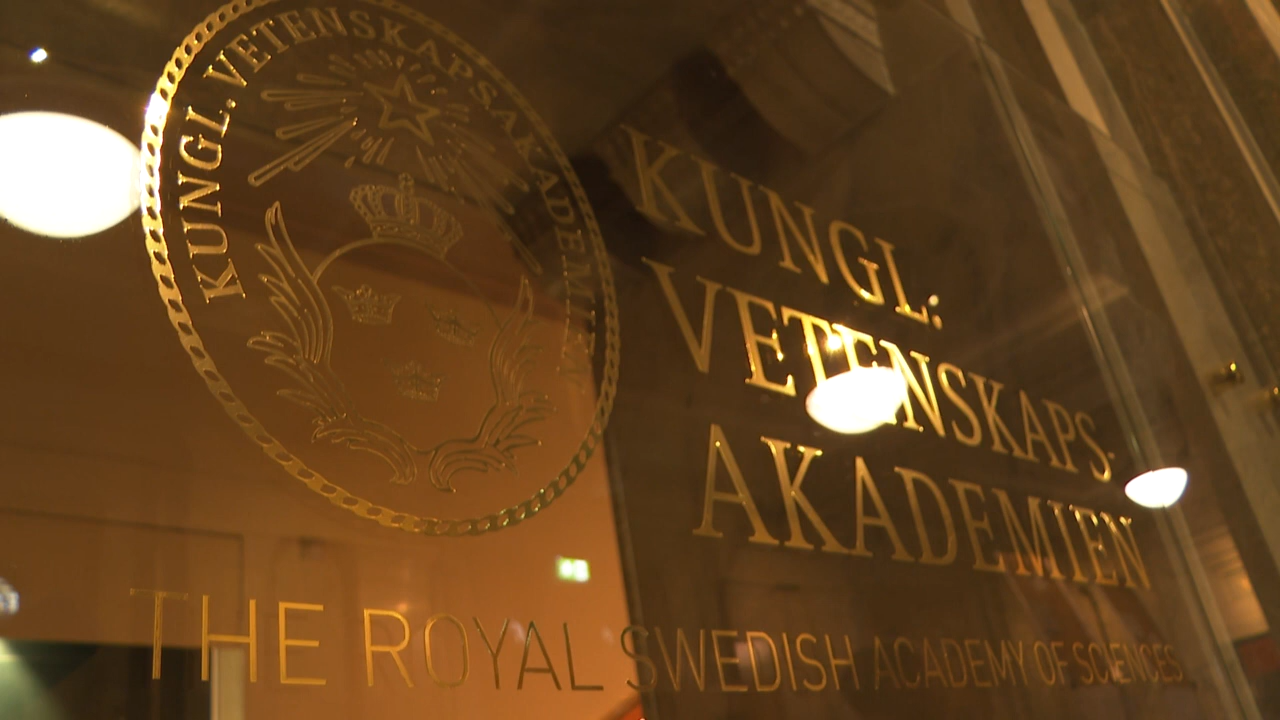 KUNGL. VETENSKAPSAKADEMIEN
KUNGL.
VETENSKAPS-
AKADEMIEN
THE ROYAL SWEDISH ACADEMY OF SCIENCES